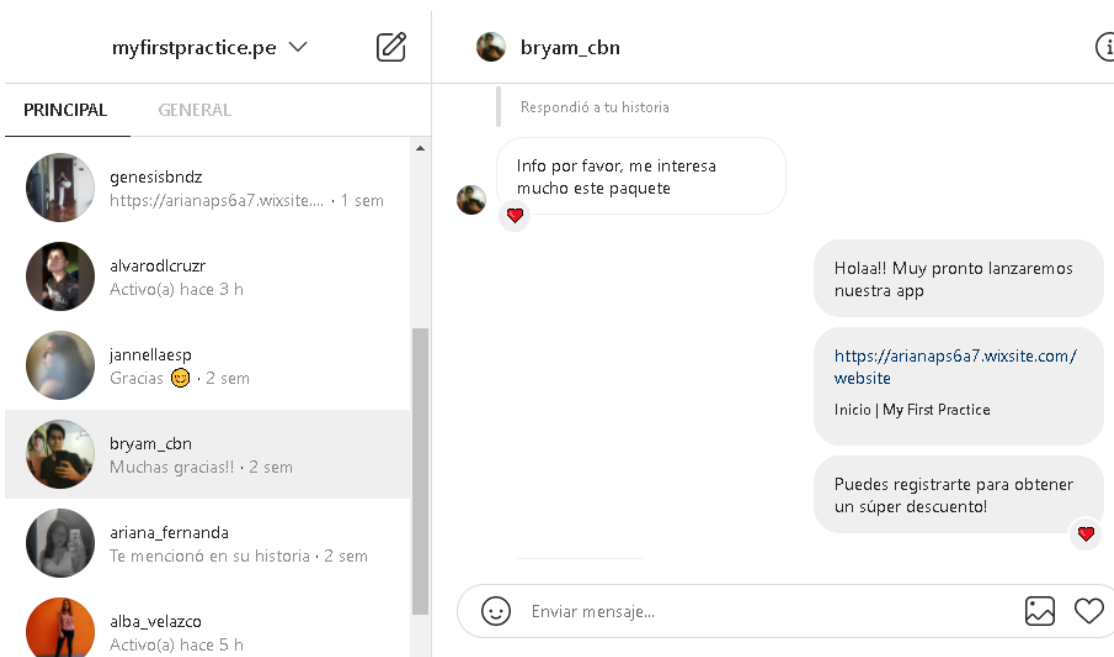 myfirstpractice.pe
PRINCIPAL
GENERAL
genesisbndz
https://arianaps6a7.wixsite.... · 1 sem
alvarodlcruzr
Activo(a) hace 3 h
jannellaesp
Gracias 😊 · 2 sem
bryam_cbn
Muchas gracias!! · 2 sem
ariana_fernanda
Te mencionó en su historia · 2 sem
alba_velazco
Activo(a) hace 5 h
bryam_cbn
Respondió a tu historia
Info por favor, me interesa
mucho este paquete
Holaa!! Muy pronto lanzaremos
nuestra app
https://arianaps6a7.wixsite.com/
website
Inicio | My First Practice
Puedes registrarte para obtener
un súper descuento!
Enviar mensaje...